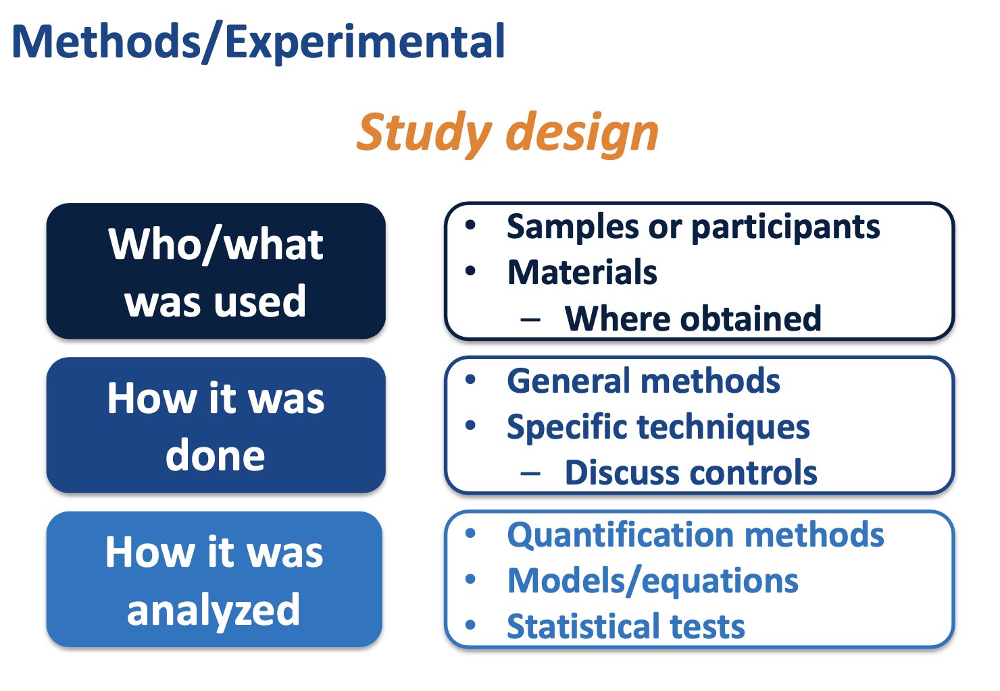 Methods/Experimental
Study design
Who/what
was used
• Samples or participants
• Materials
– Where obtained
How it was
done
• General methods
• Specific techniques
– Discuss controls
How it was
analyzed
• Quantification methods
• Models/equations
• Statistical tests